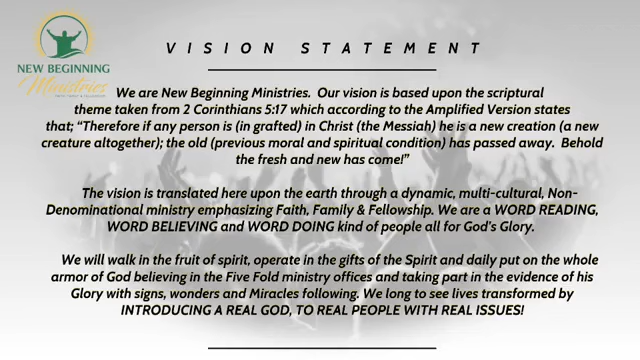 VISION STATEMENT
NEW BEGINNING
Ministries
We are New Beginning Ministries. Our vision is based upon the scriptural
theme taken from 2 Corinthians 5:17 which according to the Amplified Version states
that; “Therefore if any person is (in grafted) in Christ (the Messiah) he is a new creation (a new
creature altogether); the old (previous moral and spiritual condition) has passed away. Behold
the fresh and new has come!”
The vision is translated here upon the earth through a dynamic, multi-cultural, Non-
Denominational ministry emphasizing Faith, Family & Fellowship. We are a WORD READING,
WORD BELIEVING and WORD DOING kind of people all for God’s Glory.
We will walk in the fruit of spirit, operate in the gifts of the Spirit and daily put on the whole
armor of God believing in the Five Fold ministry offices and taking part in the evidence of his
Glory with signs, wonders and Miracles following. We long to see lives transformed by
INTRODUCING A REAL GOD, TO REAL PEOPLE WITH REAL ISSUES!